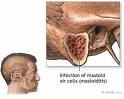 Infection of mastoid
air cells (mastoiditis)